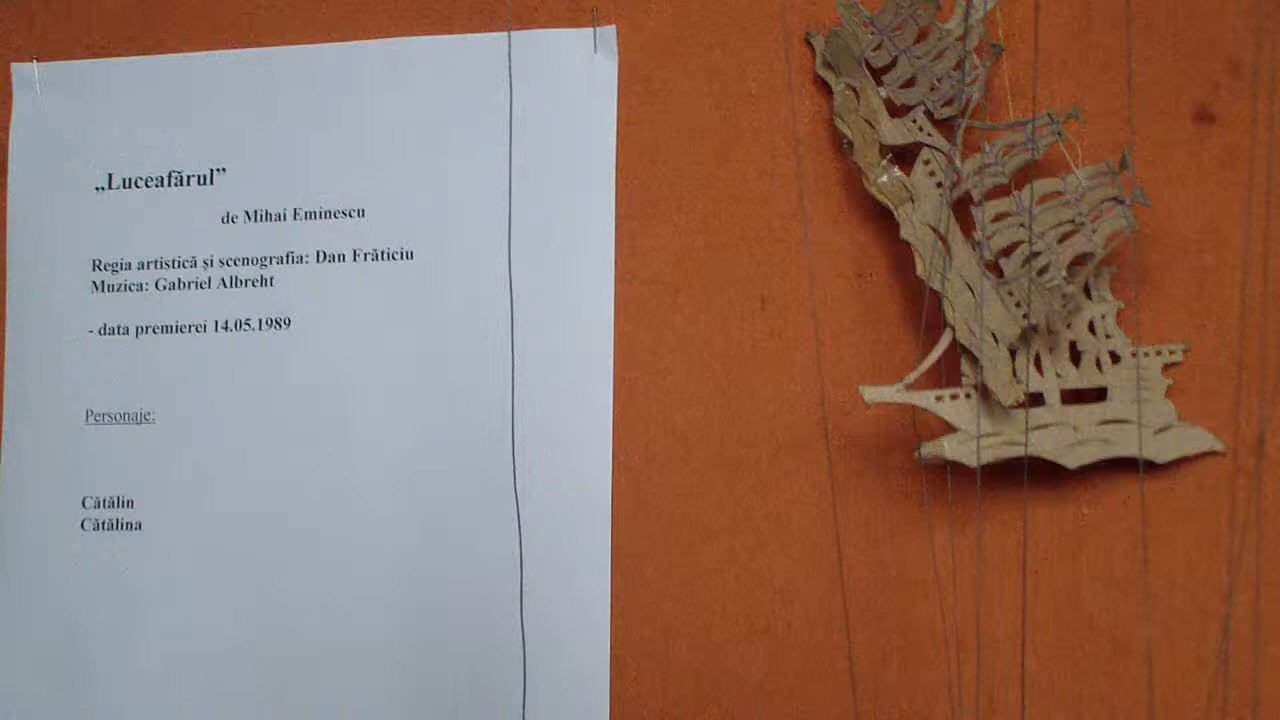 „Luceafărul”
de Mihai Eminescu
Regia artistică și scenografia: Dan Frăticiu
Muzica: Gabriel Albreht
- data premierei 14.05.1989
Personaje:
Cătălin
Cătălina